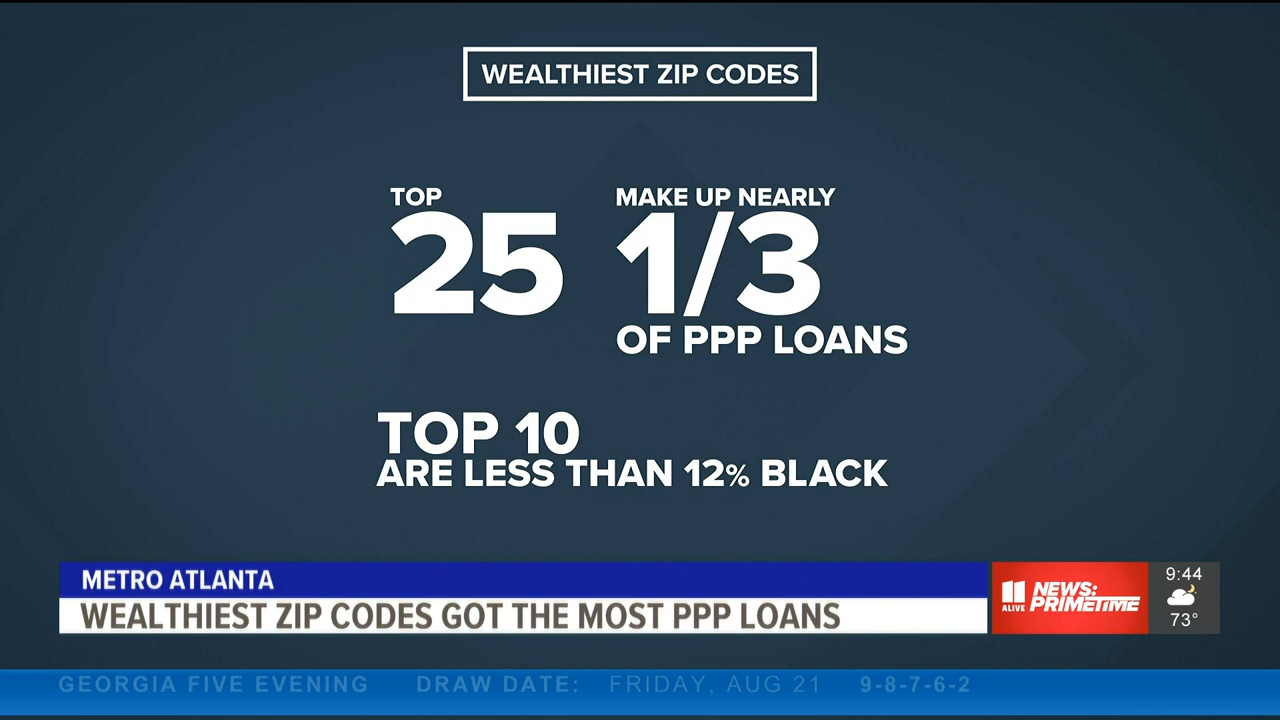 WEALTHIEST ZIP CODES
TOP
25
MAKE UP NEARLY
1/3
OF PPP LOANS
TOP 10
ARE LESS THAN 12% BLACK
METRO ATLANTA
WEALTHIEST ZIP CODES GOT THE MOST PPP LOANS
11 ALIVE
NEWS:
PRIMETIME
9:44
73°
GEORGIA FIVE EVENING DRAW DATE: FRIDAY, AUG 21 9-8-7-6-2